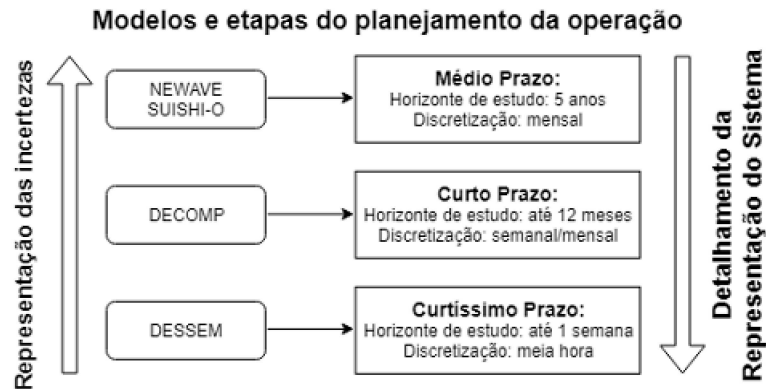 Modelos e etapas do planejamento da operação
Representação das incertezas
NEWAVE
SUISHI-O
Médio Prazo:
Horizonte de estudo: 5 anos
Discretização: mensal
DECOMP
Curto Prazo:
Horizonte de estudo: até 12 meses
Discretização: semanal/mensal
DESSEM
Curtíssimo Prazo:
Horizonte de estudo: até 1 semana
Discretização: meia hora
Detalhamento da
Representação do Sistema